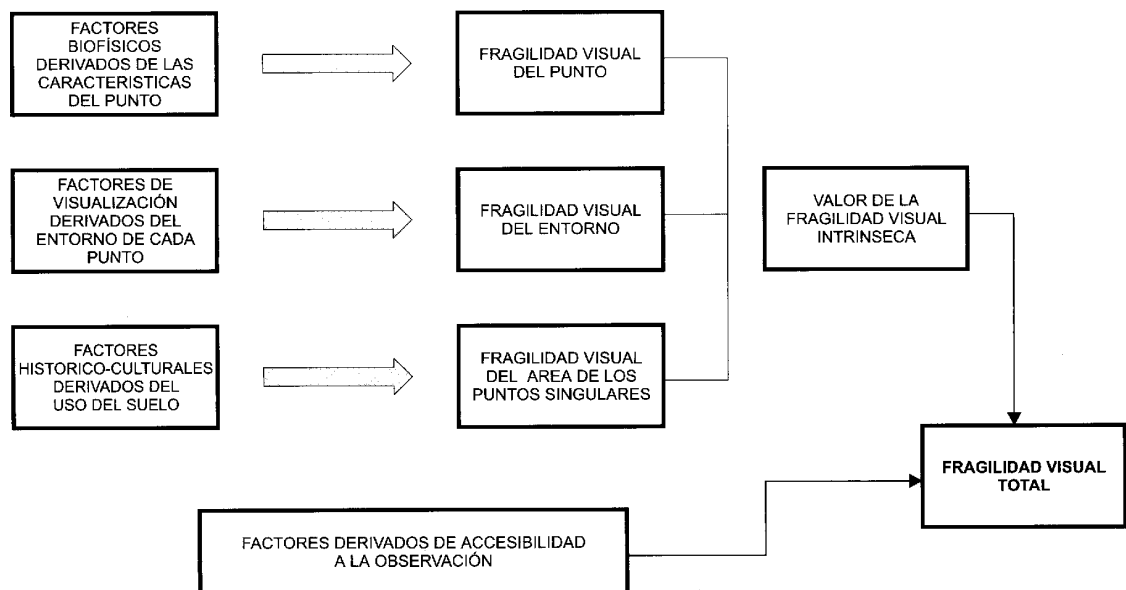 FACTORES
BIOFÍSICOS
DERIVADOS DE LAS
CARACTERISTICAS
DEL PUNTO
FRAGILIDAD VISUAL
DEL PUNTO
FACTORES DE
VISUALIZACIÓN
DERIVADOS DEL
ENTORNO DE CADA
PUNTO
FRAGILIDAD VISUAL
DEL ENTORNO
VALOR DE LA
FRAGILIDAD VISUAL
INTRINSECA
FACTORES
HISTORICO-CULTURALES
DERIVADOS DEL
USO DEL SUELO
FRAGILIDAD VISUAL
DEL AREA DE LOS
PUNTOS SINGULARES
FRAGILIDAD VISUAL
TOTAL
FACTORES DERIVADOS DE ACCESIBILIDAD
A LA OBSERVACIÓN